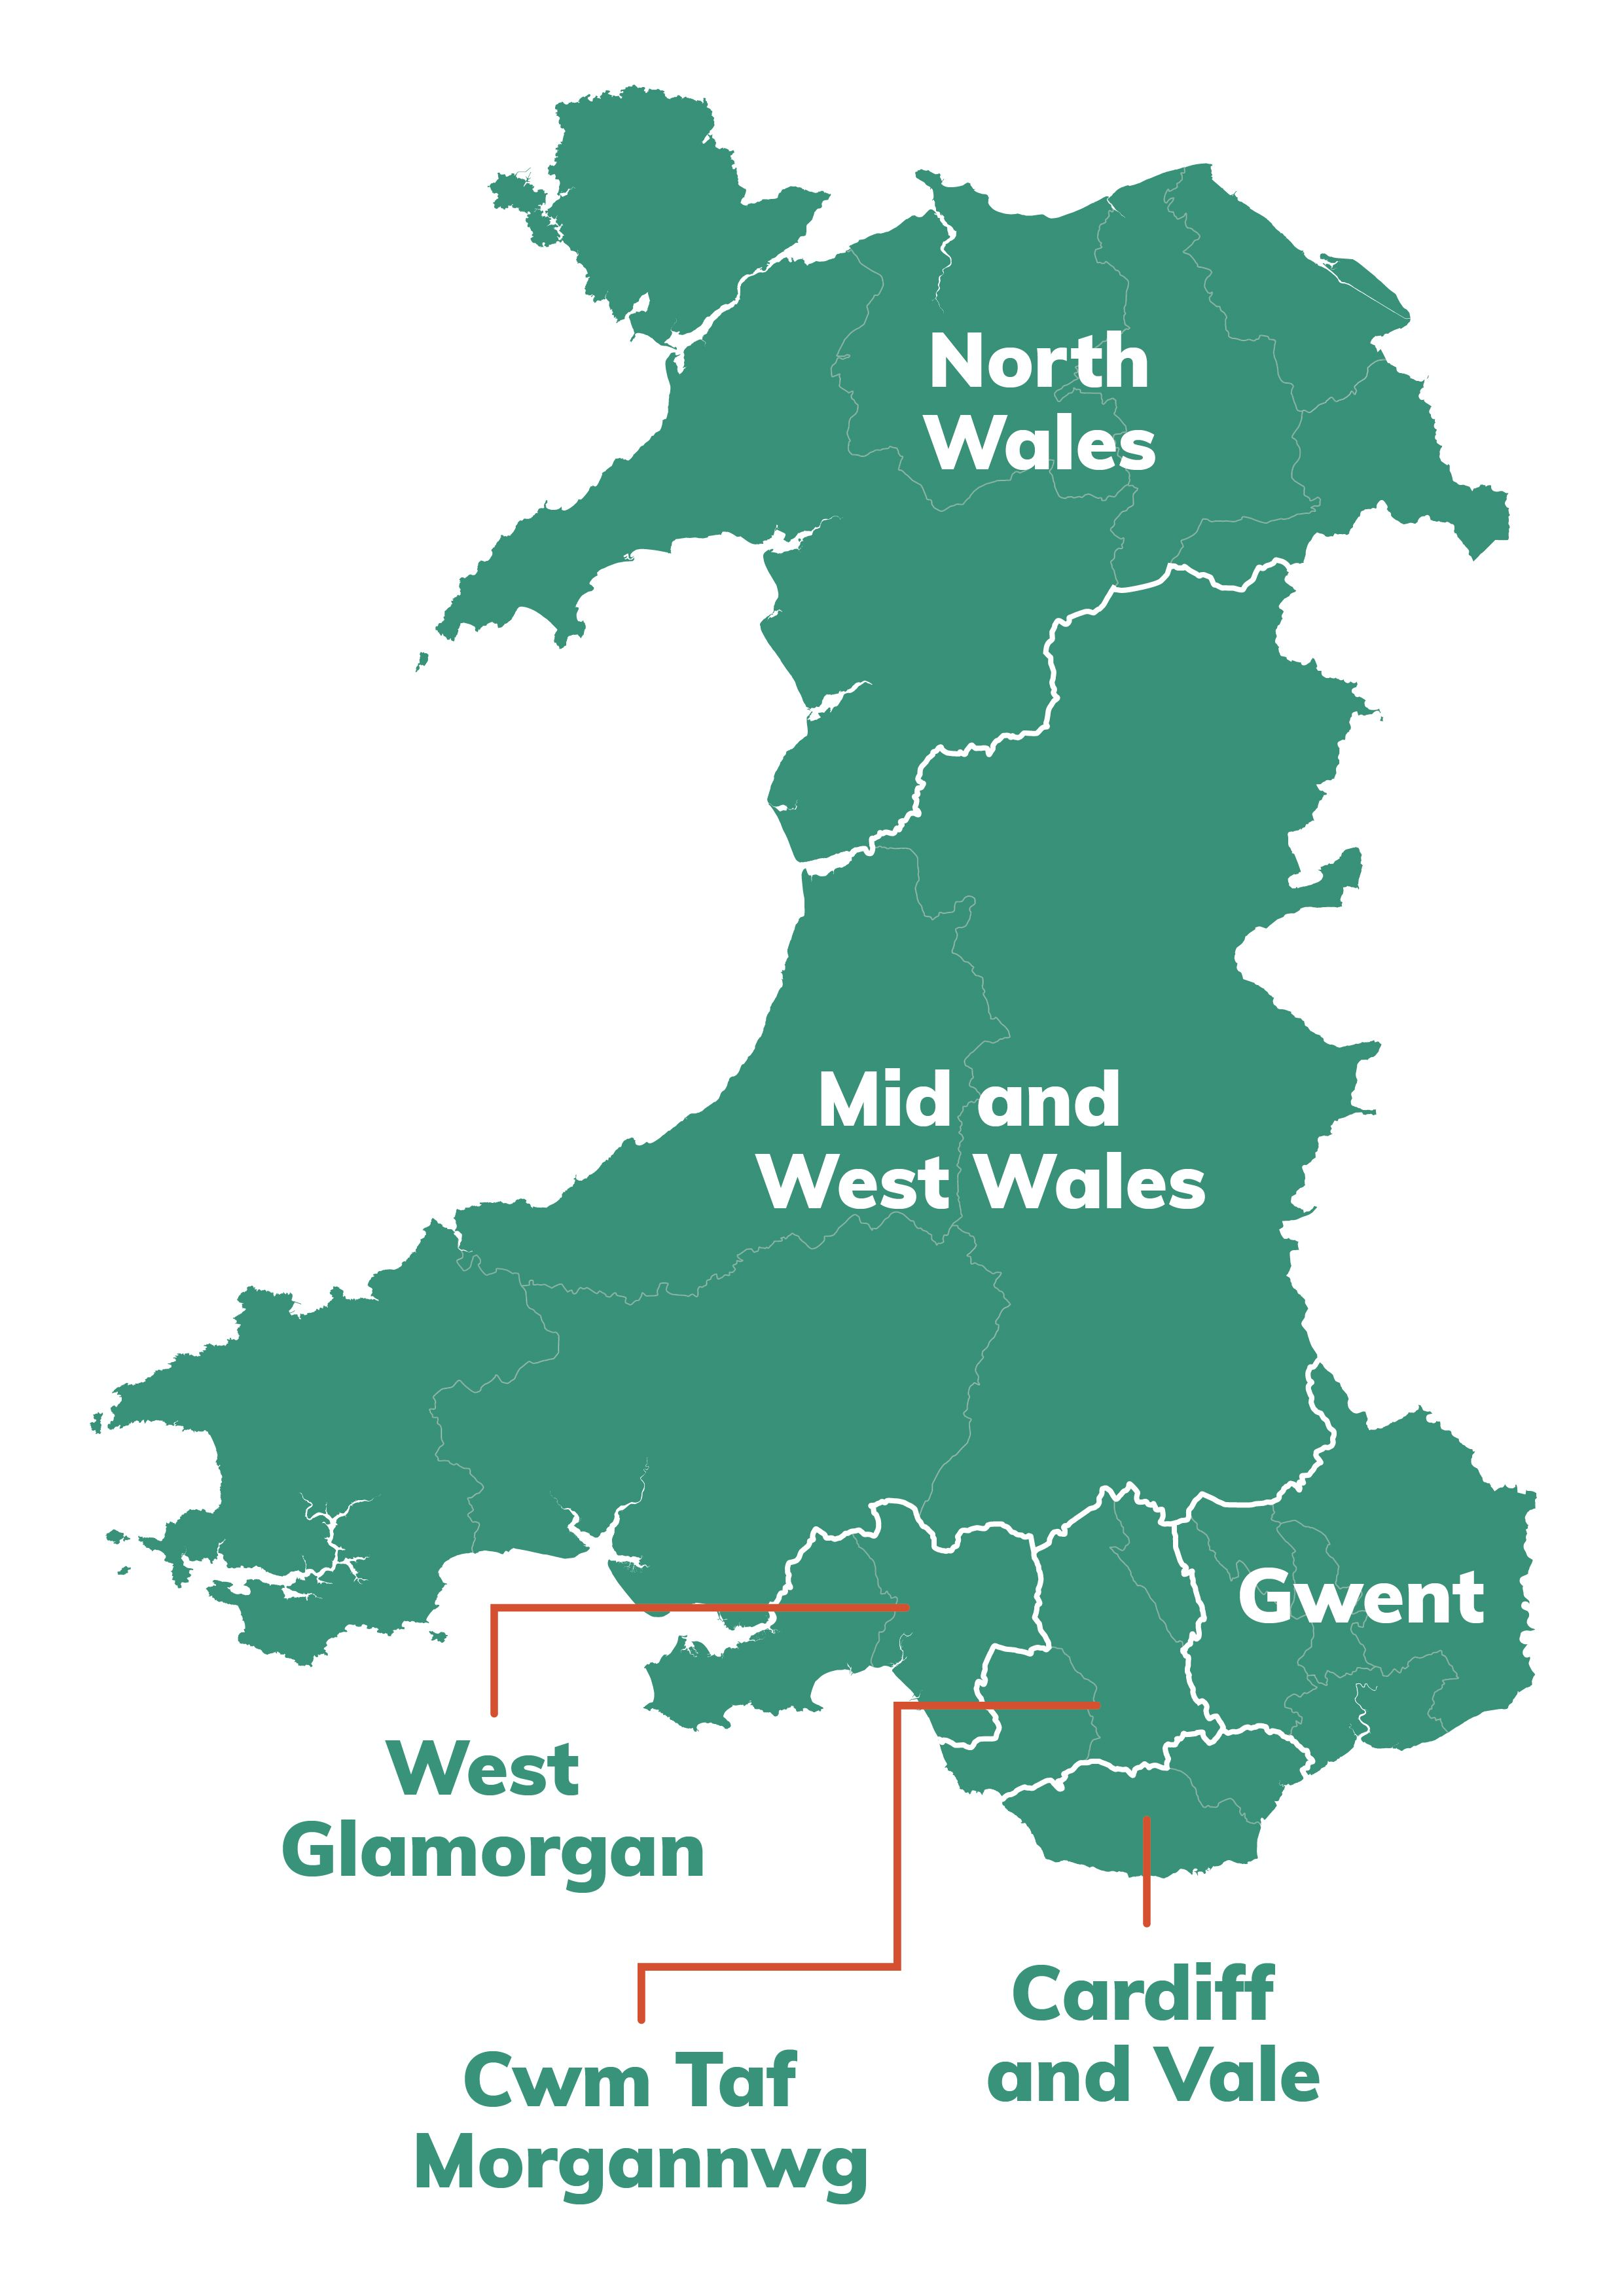 North
Wales
Mid and
West Wales
Gwent
West
Glamorgan
Cardiff
and Vale
Cwm Taf
Morgannwg